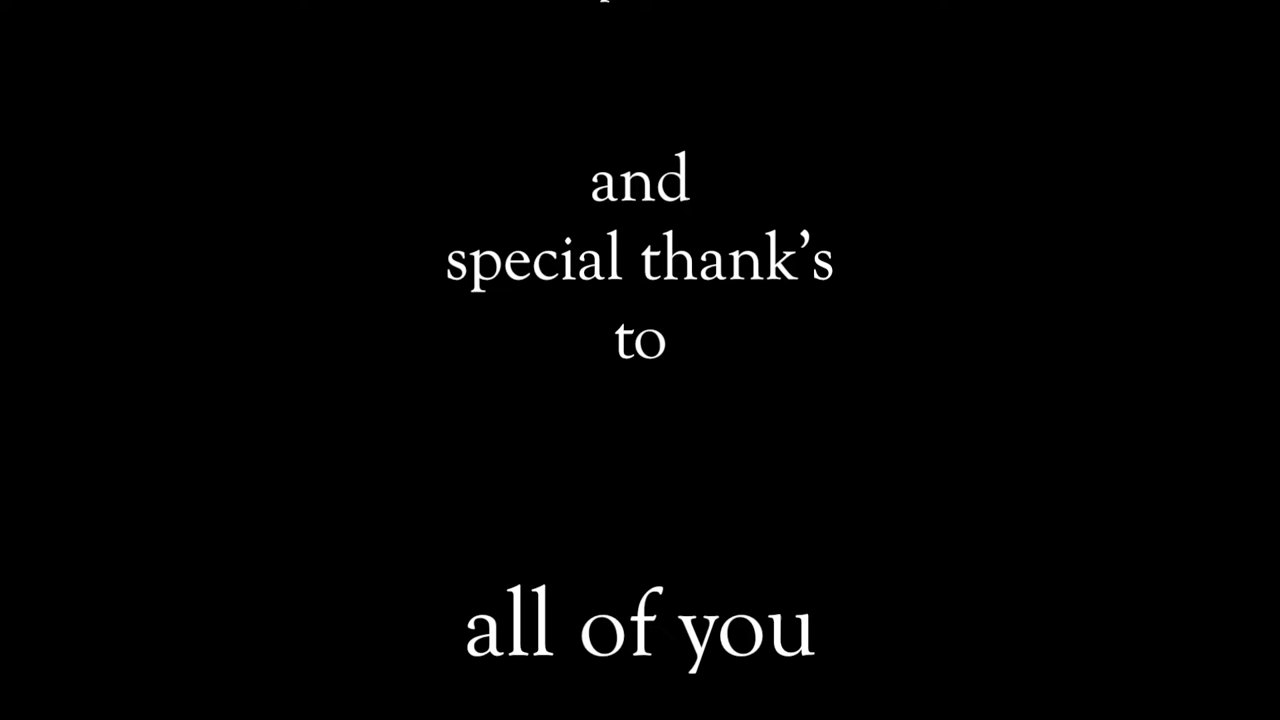 and
special thank’s
to
all of you